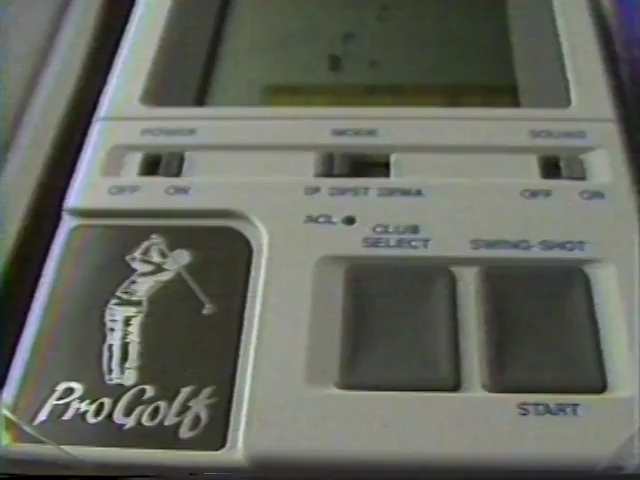 POWER MODE SOUND
OFF ON OFF ON
ACL
CLUB
SELECT
SWING-SHOT
ProGolf
START